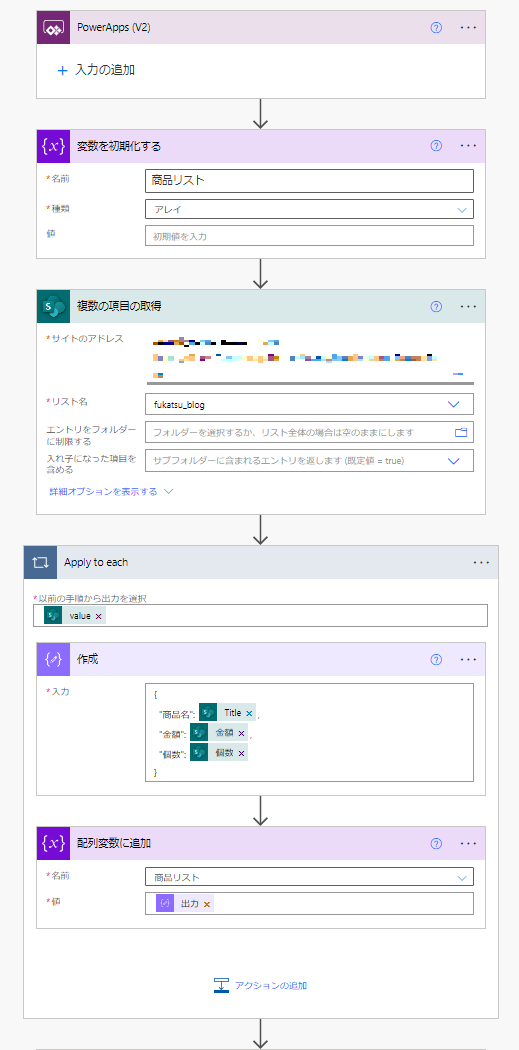 PowerApps (V2)
+ 入力の追加
{x} 変数を初期化する
*名前 商品リスト
*種類 アレイ
値 初期値を入力
S 複数の項目の取得
*サイトのアドレス
*リスト名 fukatsu_blog
エントリをフォルダー
に制限する
フォルダーを選択するか、リスト全体の場合は空のままにします
入れ子になった項目を
含める
サブフォルダーに含まれるエントリを返します (既定値 = true)
詳細オプションを表示する
Apply to each
*以前の手順から出力を選択
value ×
作成
*入力
{
"商品名": Title × ,
"金額": 金額 × ,
"個数": 個数 ×
}
{x} 配列変数に追加
*名前 商品リスト
*値 出力 ×
アクションの追加